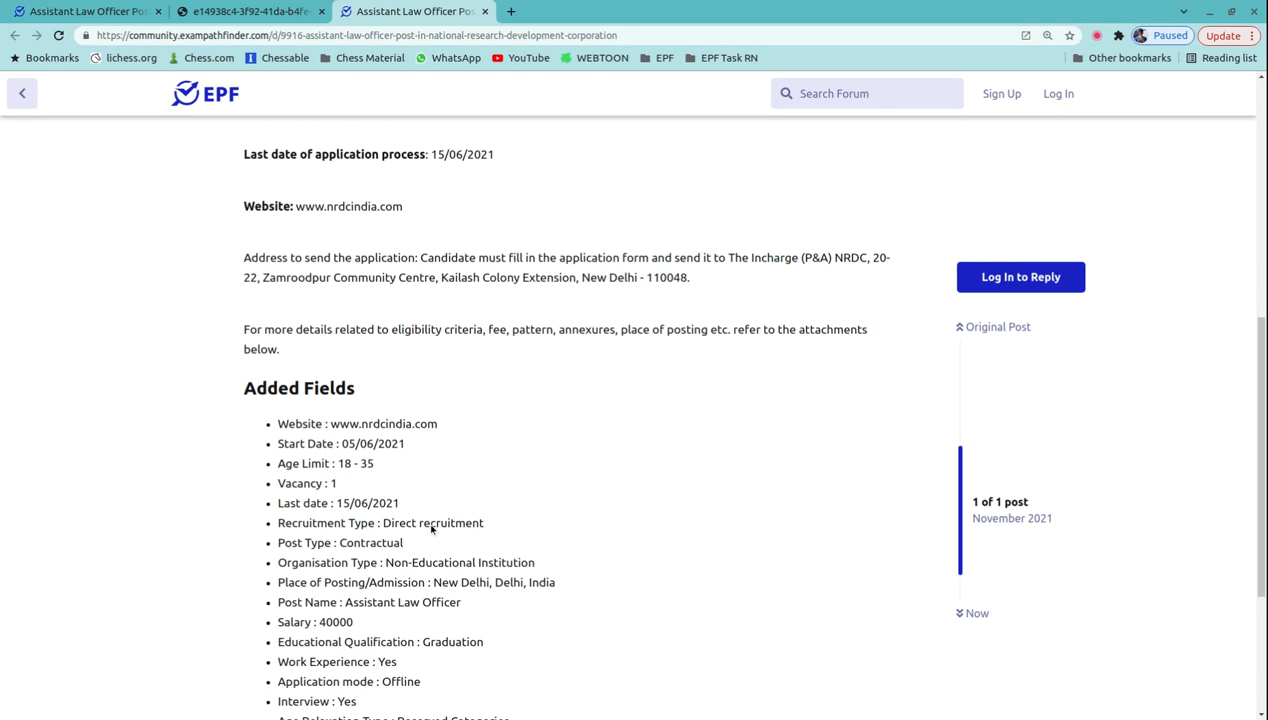 Assistant Law Officer Pos
e14938c4-3f92-41da-b4fe-
Assistant Law Officer Pos
https://community.exampathfinder.com/d/9916-assistant-law-officer-post-in-national-research-development-corporation
Paused
Update
Bookmarks lichess.org Chess.com Chessable Chess Material WhatsApp YouTube WEBTOON EPF EPF Task RN Other bookmarks Reading list
EPF
Search Forum
Sign Up
Log In
Last date of application process: 15/06/2021
Website: www.nrdcindia.com
Address to send the application: Candidate must fill in the application form and send it to The Incharge (P&A) NRDC, 20-
22, Zamroodpur Community Centre, Kailash Colony Extension, New Delhi - 110048.
For more details related to eligibility criteria, fee, pattern, annexures, place of posting etc. refer to the attachments
below.
Added Fields
• Website : www.nrdcindia.com
• Start Date : 05/06/2021
• Age Limit : 18 - 35
• Vacancy : 1
• Last date : 15/06/2021
• Recruitment Type : Direct recruitment
• Post Type : Contractual
• Organisation Type : Non-Educational Institution
• Place of Posting/Admission : New Delhi, Delhi, India
• Post Name : Assistant Law Officer
• Salary : 40000
• Educational Qualification : Graduation
• Work Experience : Yes
• Application mode : Offline
• Interview : Yes
• Age Relaxation Type : Reserved Categories
Log In to Reply
Original Post
1 of 1 post
November 2021
Now